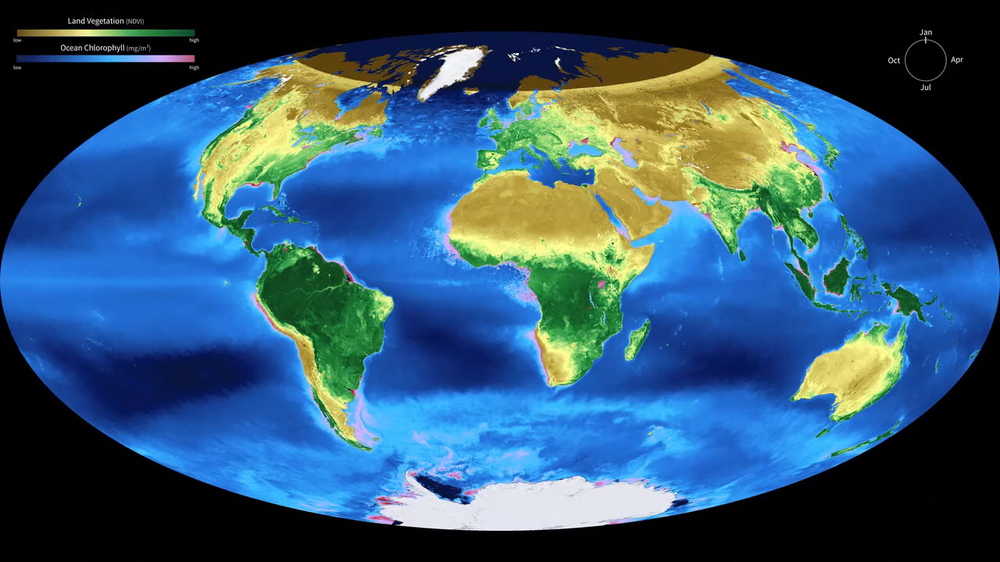 Land Vegetation (NDVI)
low high
Ocean Chlorophyll (mg/m³)
low high
Jan
Oct Apr
Jul